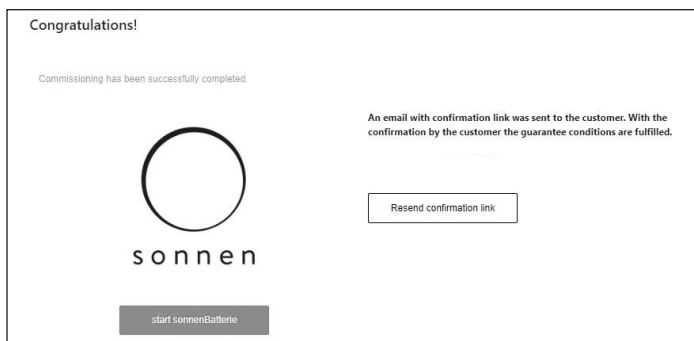 Congratulations!
Commissioning has been successfully completed
An email with confirmation link was sent to the customer. With the
confirmation by the customer the guarantee conditions are fulfilled.
Resend confirmation link
sonnen
start sonnenBatterie